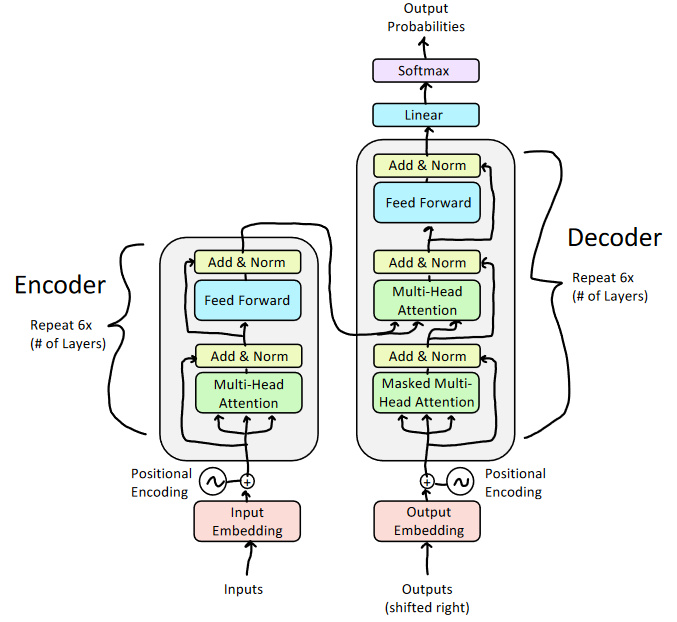 Output
Probabilities
Softmax
Linear
Add & Norm
Feed Forward
Add & Norm
Multi-Head
Attention
Add & Norm
Masked Multi-
Head Attention
Decoder
Repeat 6x
(# of Layers)
Encoder
Repeat 6x
(# of Layers)
Add & Norm
Feed Forward
Add & Norm
Multi-Head
Attention
Positional
Encoding
+
Input
Embedding
Inputs
+
Positional
Encoding
Output
Embedding
Outputs
(shifted right)